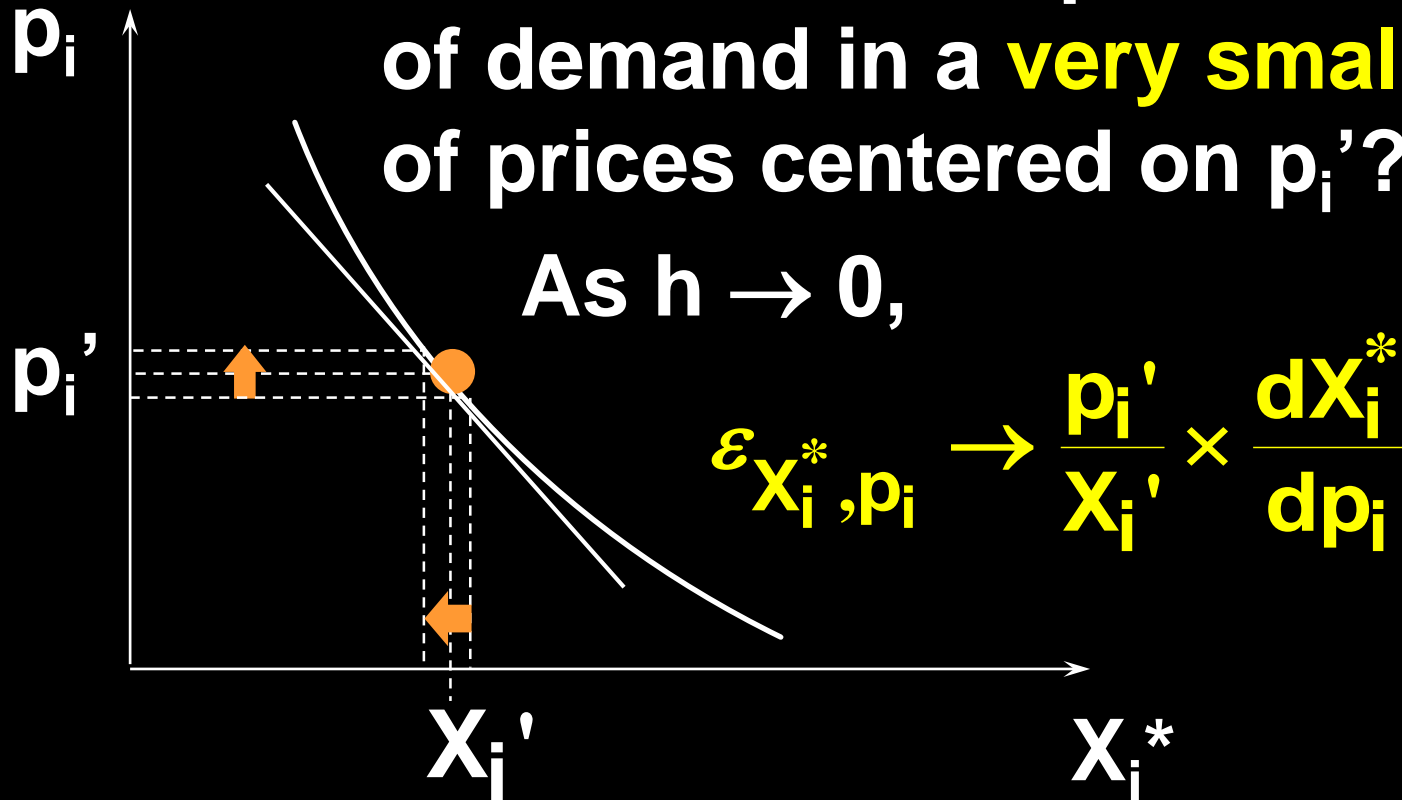 pᵢ
of demand in a very smal
of prices centered on pᵢ’?
As h → 0,
pᵢ’
ε Xᵢ*,pᵢ → pᵢ' / Xᵢ' × dXᵢ* / dpᵢ
Xᵢ'
Xᵢ*